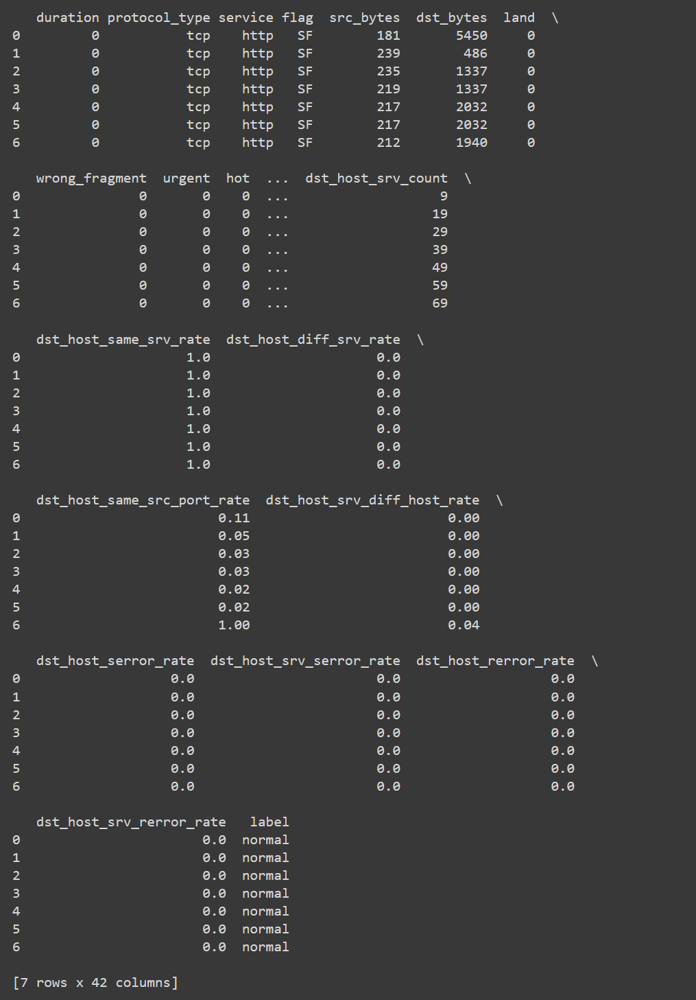 duration protocol_type service flag src_bytes dst_bytes land \
0 0 tcp http SF 181 5450 0
1 0 tcp http SF 239 486 0
2 0 tcp http SF 235 1337 0
3 0 tcp http SF 219 1337 0
4 0 tcp http SF 217 2032 0
5 0 tcp http SF 217 2032 0
6 0 tcp http SF 212 1940 0
wrong_fragment urgent hot ... dst_host_srv_count \
0 0 0 0 ... 9
1 0 0 0 ... 19
2 0 0 0 ... 29
3 0 0 0 ... 39
4 0 0 0 ... 49
5 0 0 0 ... 59
6 0 0 0 ... 69
dst_host_same_srv_rate dst_host_diff_srv_rate \
0 1.0 0.0
1 1.0 0.0
2 1.0 0.0
3 1.0 0.0
4 1.0 0.0
5 1.0 0.0
6 1.0 0.0
dst_host_same_src_port_rate dst_host_srv_diff_host_rate \
0 0.11 0.00
1 0.05 0.00
2 0.03 0.00
3 0.03 0.00
4 0.02 0.00
5 0.02 0.00
6 1.00 0.04
dst_host_serror_rate dst_host_srv_serror_rate dst_host_rerror_rate \
0 0.0 0.0 0.0
1 0.0 0.0 0.0
2 0.0 0.0 0.0
3 0.0 0.0 0.0
4 0.0 0.0 0.0
5 0.0 0.0 0.0
6 0.0 0.0 0.0
dst_host_srv_rerror_rate label
0 0.0 normal
1 0.0 normal
2 0.0 normal
3 0.0 normal
4 0.0 normal
5 0.0 normal
6 0.0 normal
[7 rows x 42 columns]